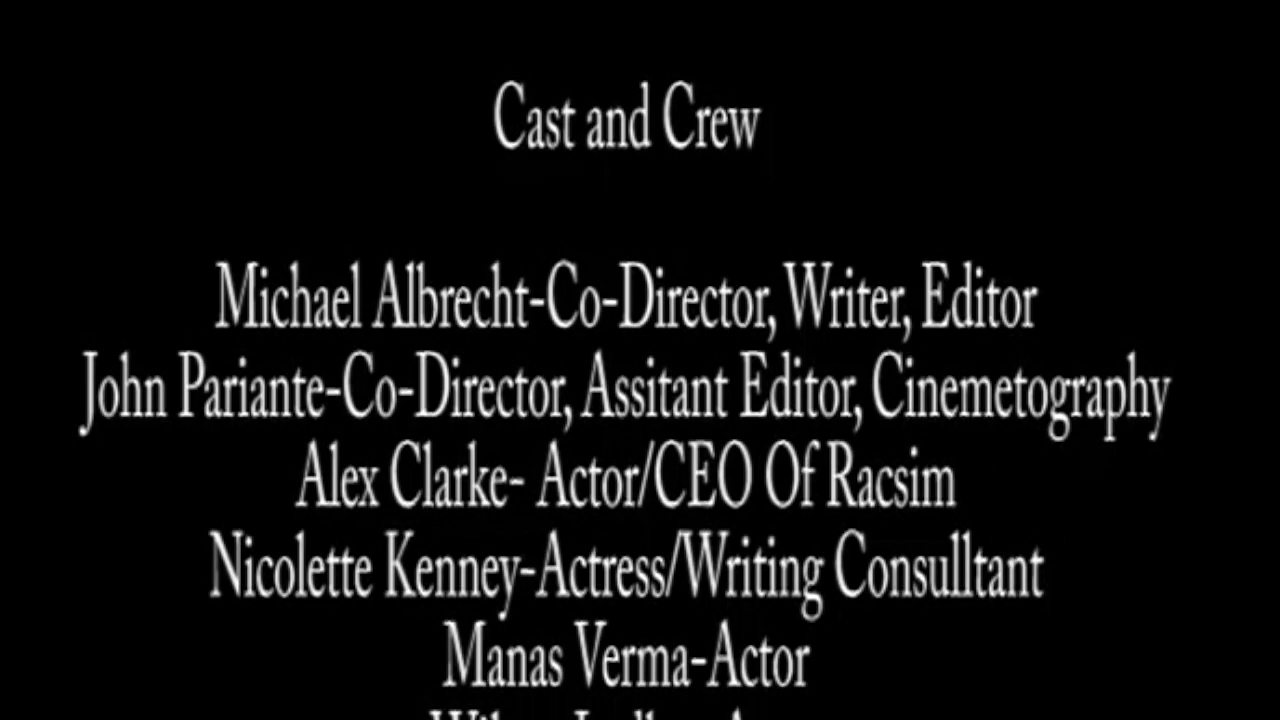 Cast and Crew
Michael Albrecht-Co-Director, Writer, Editor
John Pariante-Co-Director, Assitant Editor, Cinemetography
Alex Clarke- Actor/CEO Of Racsim
Nicolette Kenney-Actress/Writing Consulltant
Manas Verma-Actor